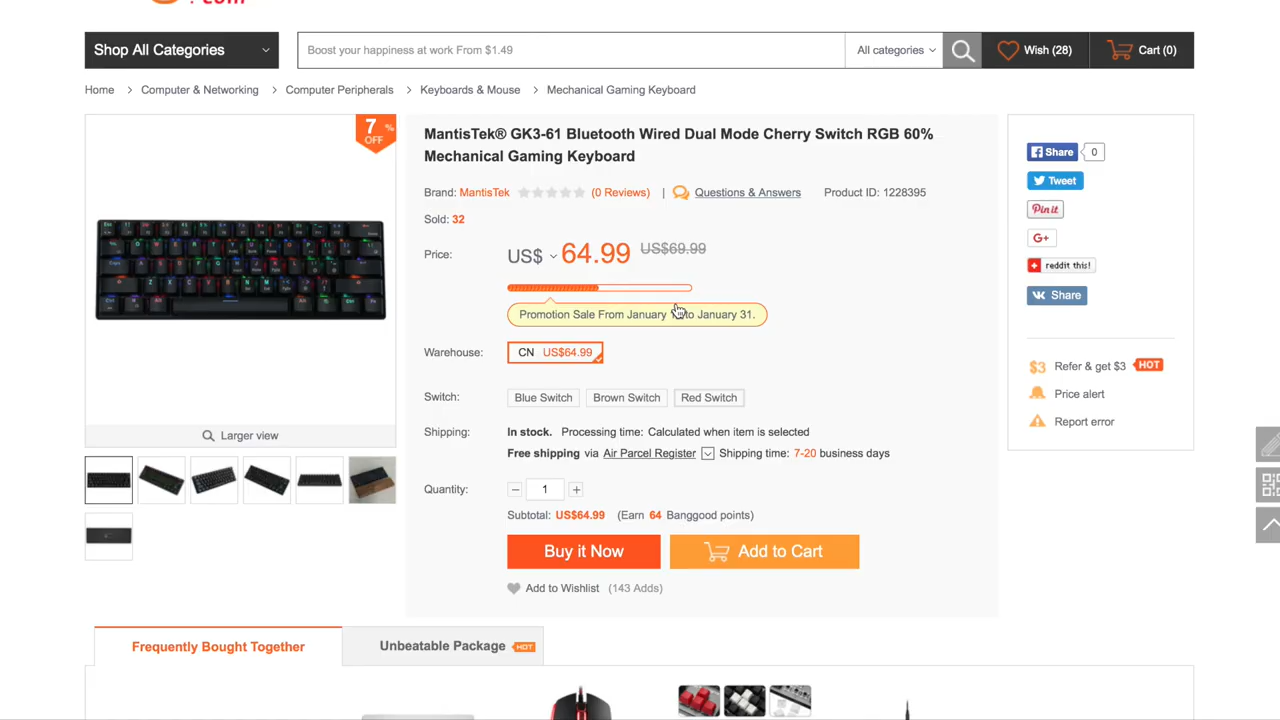 .com
Shop All Categories
Boost your happiness at work From $1.49
All categories
Wish (28)
Cart (0)
Home > Computer & Networking > Computer Peripherals > Keyboards & Mouse > Mechanical Gaming Keyboard
7 %
OFF
MantisTek® GK3-61 Bluetooth Wired Dual Mode Cherry Switch RGB 60%
Mechanical Gaming Keyboard
Brand: MantisTek (0 Reviews) | Questions & Answers Product ID: 1228395
Sold: 32
Price: US$ 64.99 US$69.99
Promotion Sale From January to January 31.
Warehouse: CN US$64.99
Switch: Blue Switch Brown Switch Red Switch
Shipping: In stock. Processing time: Calculated when item is selected
Free shipping via Air Parcel Register Shipping time: 7-20 business days
Quantity: − 1 +
Subtotal: US$64.99 (Earn 64 Banggood points)
Buy it Now
Add to Cart
Add to Wishlist (143 Adds)
Larger view
Share 0
Tweet
Pin it
G+
reddit this!
Share
$3 Refer & get $3 HOT
Price alert
Report error
Frequently Bought Together
Unbeatable Package HOT